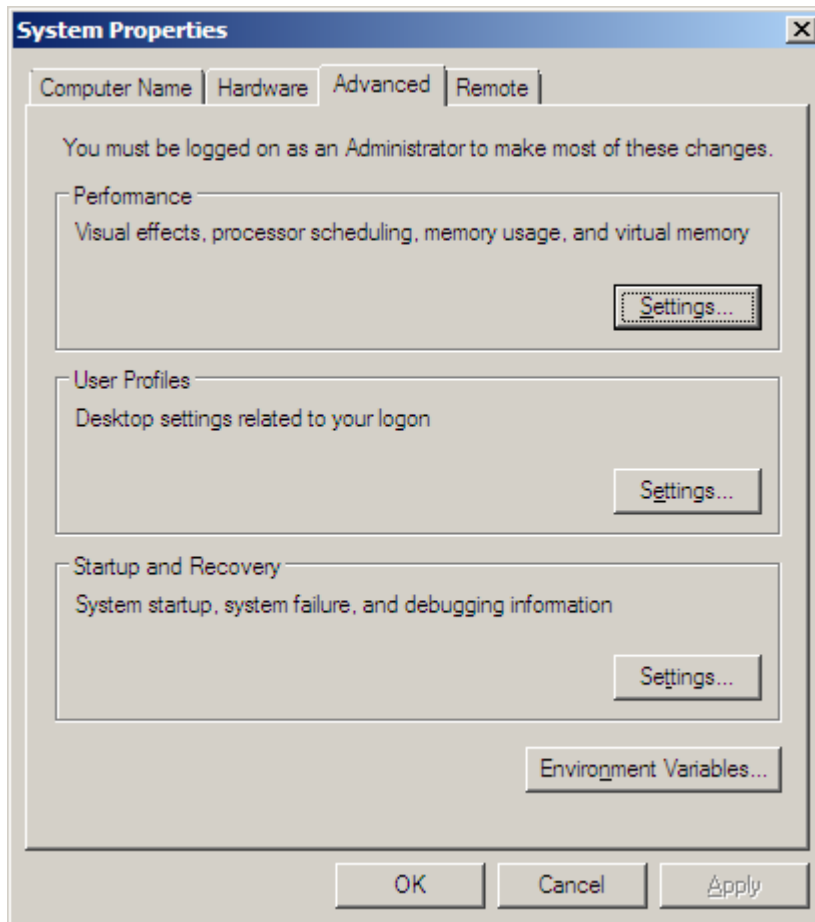 System Properties
Computer Name Hardware Advanced Remote
You must be logged on as an Administrator to make most of these changes.
Performance
Visual effects, processor scheduling, memory usage, and virtual memory
Settings...
User Profiles
Desktop settings related to your logon
Settings...
Startup and Recovery
System startup, system failure, and debugging information
Settings...
Environment Variables...
OK Cancel Apply